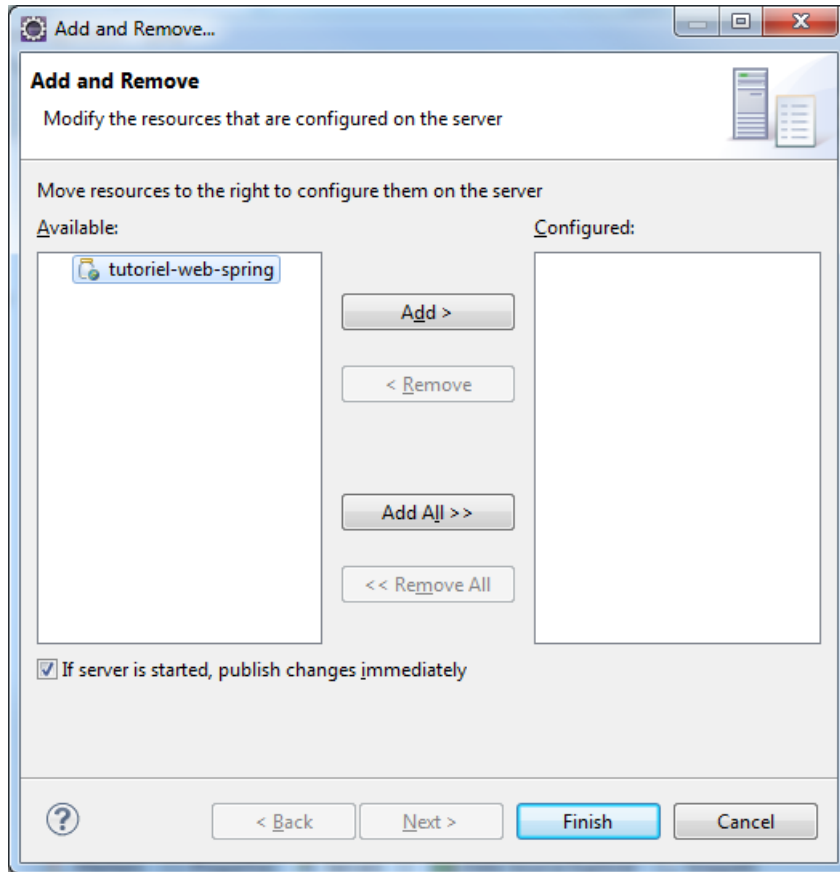 Add and Remove...
Add and Remove
Modify the resources that are configured on the server
Move resources to the right to configure them on the server
Available:
Configured:
tutoriel-web-spring
Add >
< Remove
Add All >>
<< Remove All
If server is started, publish changes immediately
?
< Back
Next >
Finish
Cancel